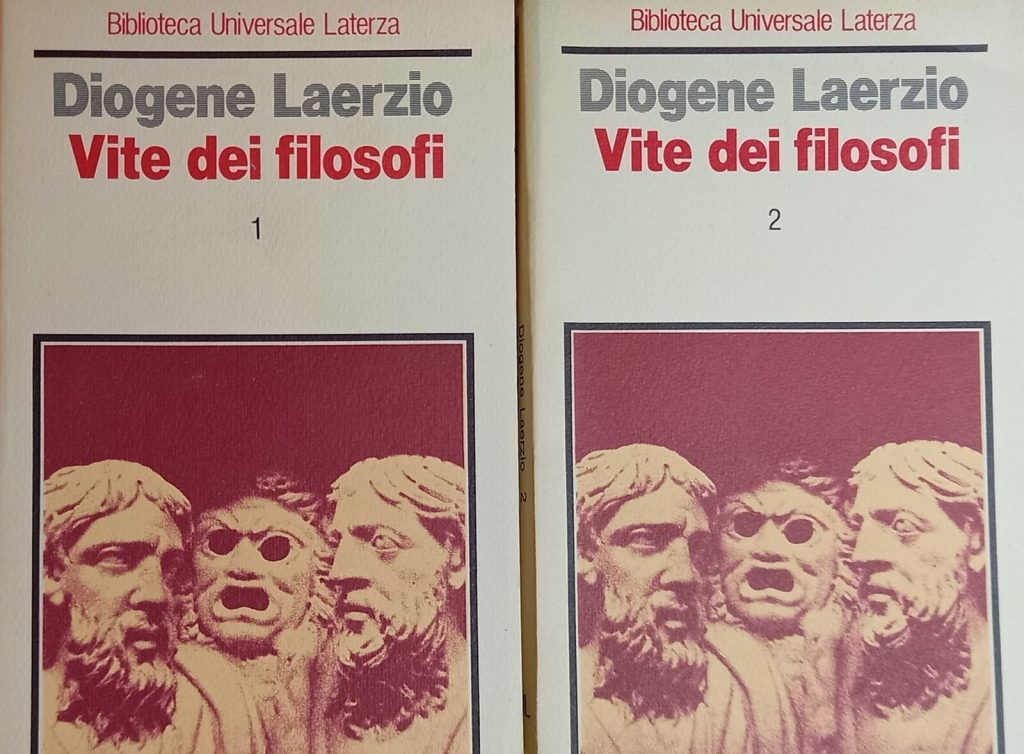 Biblioteca Universale Laterza
Diogene Laerzio
Vite dei filosofi
1
Diogene Laerzio 2
Biblioteca Universale Laterza
Diogene Laerzio
Vite dei filosofi
2